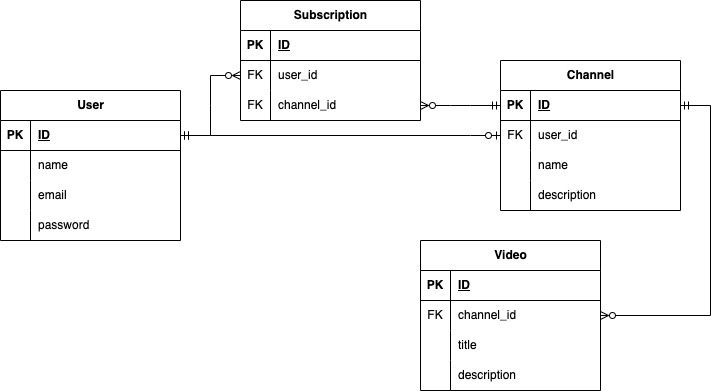 Subscription
PK ID
FK user_id
FK channel_id
User
PK ID
name
email
password
Channel
PK ID
FK user_id
name
description
Video
PK ID
FK channel_id
title
description